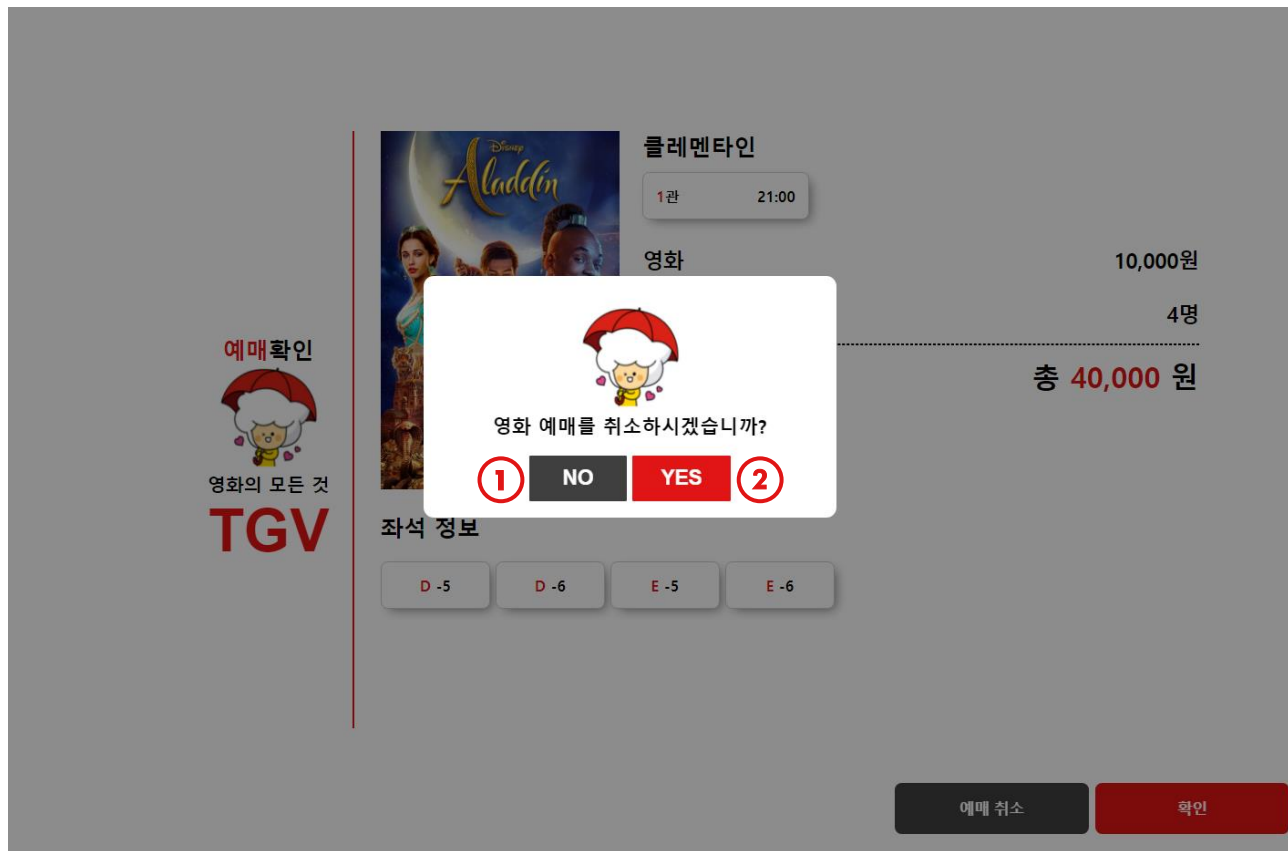 예매확인
영화의 모든 것
TGV
Disney
Aladdin
클레멘타인
1관 21:00
영화 10,000원
4명
총 40,000 원
영화 예매를 취소하시겠습니까?
1 NO YES 2
좌석 정보
D -5 D -6 E -5 E -6
예매 취소 확인